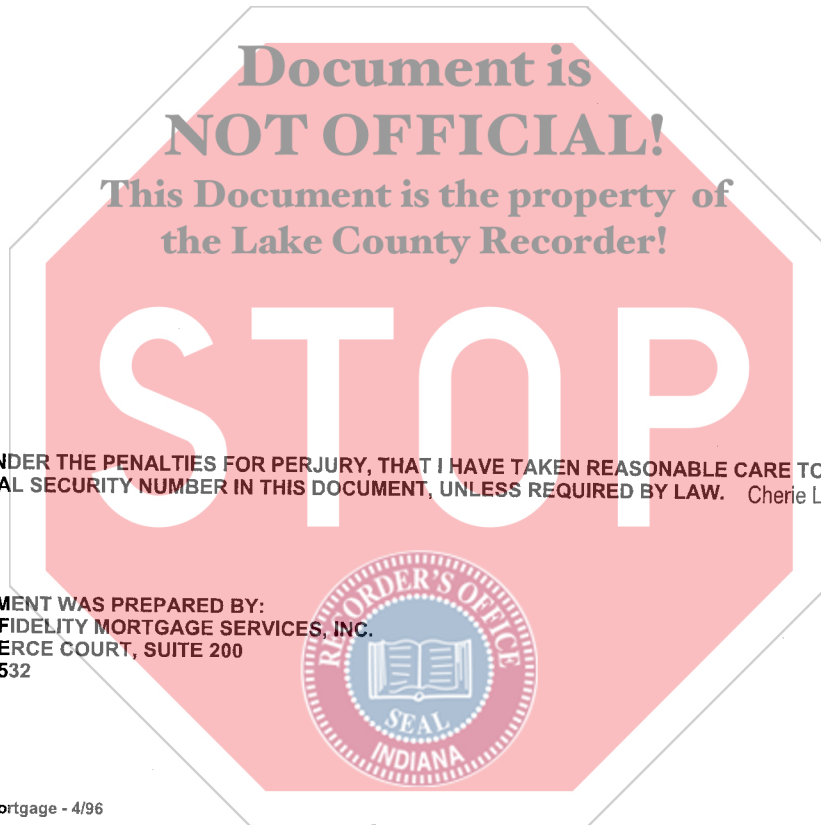 Document is
NOT OFFICIAL!
This Document is the property of
the Lake County Recorder!
STOP
NDER THE PENALTIES FOR PERJURY, THAT I HAVE TAKEN REASONABLE CARE TO
AL SECURITY NUMBER IN THIS DOCUMENT, UNLESS REQUIRED BY LAW. Cherie L
MENT WAS PREPARED BY:
FIDELITY MORTGAGE SERVICES, INC.
ERCE COURT, SUITE 200
532
RECORDER'S OFFICE
SEAL
INDIANA
ortgage - 4/96